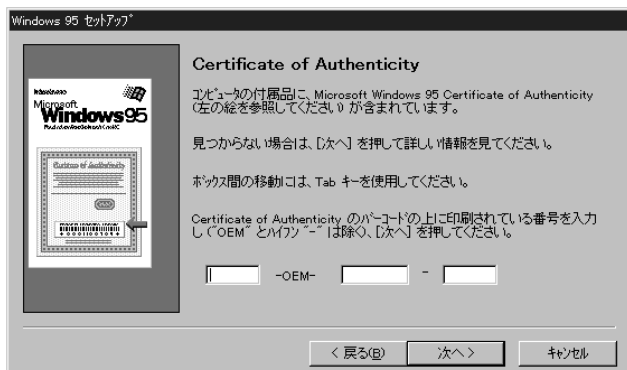 Windows 95 ｾｯﾄｱｯﾌﾟ
Certificate of Authenticity
ｺﾝﾋﾟｭｰﾀの付属品に、Microsoft Windows 95 Certificate of Authenticity
(左の絵を参照してください) が含まれています。
見つからない場合は、[次へ] を押して詳しい情報を見てください。
ﾎﾞｯｸｽ間の移動には、Tab ｷｰを使用してください。
Certificate of Authenticity のﾊﾞｰｺｰﾄﾞの上に印刷されている番号を入力
し ("OEM" とﾊｲﾌﾝ "-" は除く)、[次へ] を押してください。
-OEM- -
Microsoft
Windows95
Certificate of Authenticity
< 戻る(B) 次へ > ｷｬﾝｾﾙ